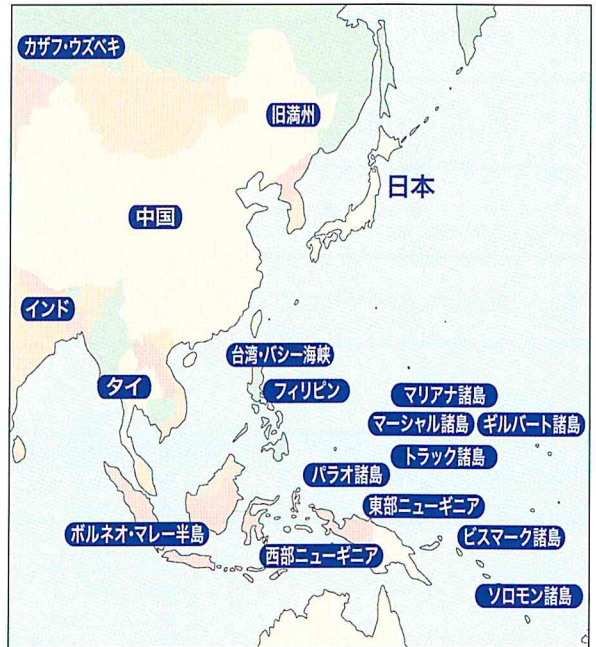 カザフ・ウズベキ
旧満州
日本
中国
インド
台湾・バシー海峡
タイ
フィリピン
マリアナ諸島
マーシャル諸島
ギルバート諸島
トラック諸島
パラオ諸島
東部ニューギニア
ボルネオ・マレー半島
ビスマーク諸島
西部ニューギニア
ソロモン諸島